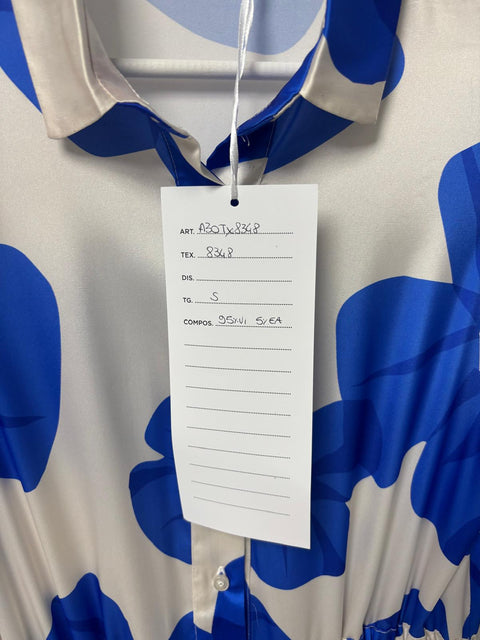 ART. A30Tx8348
TEX. 8348
DIS.
TG. S
COMPOS. 95%VI 5%EA